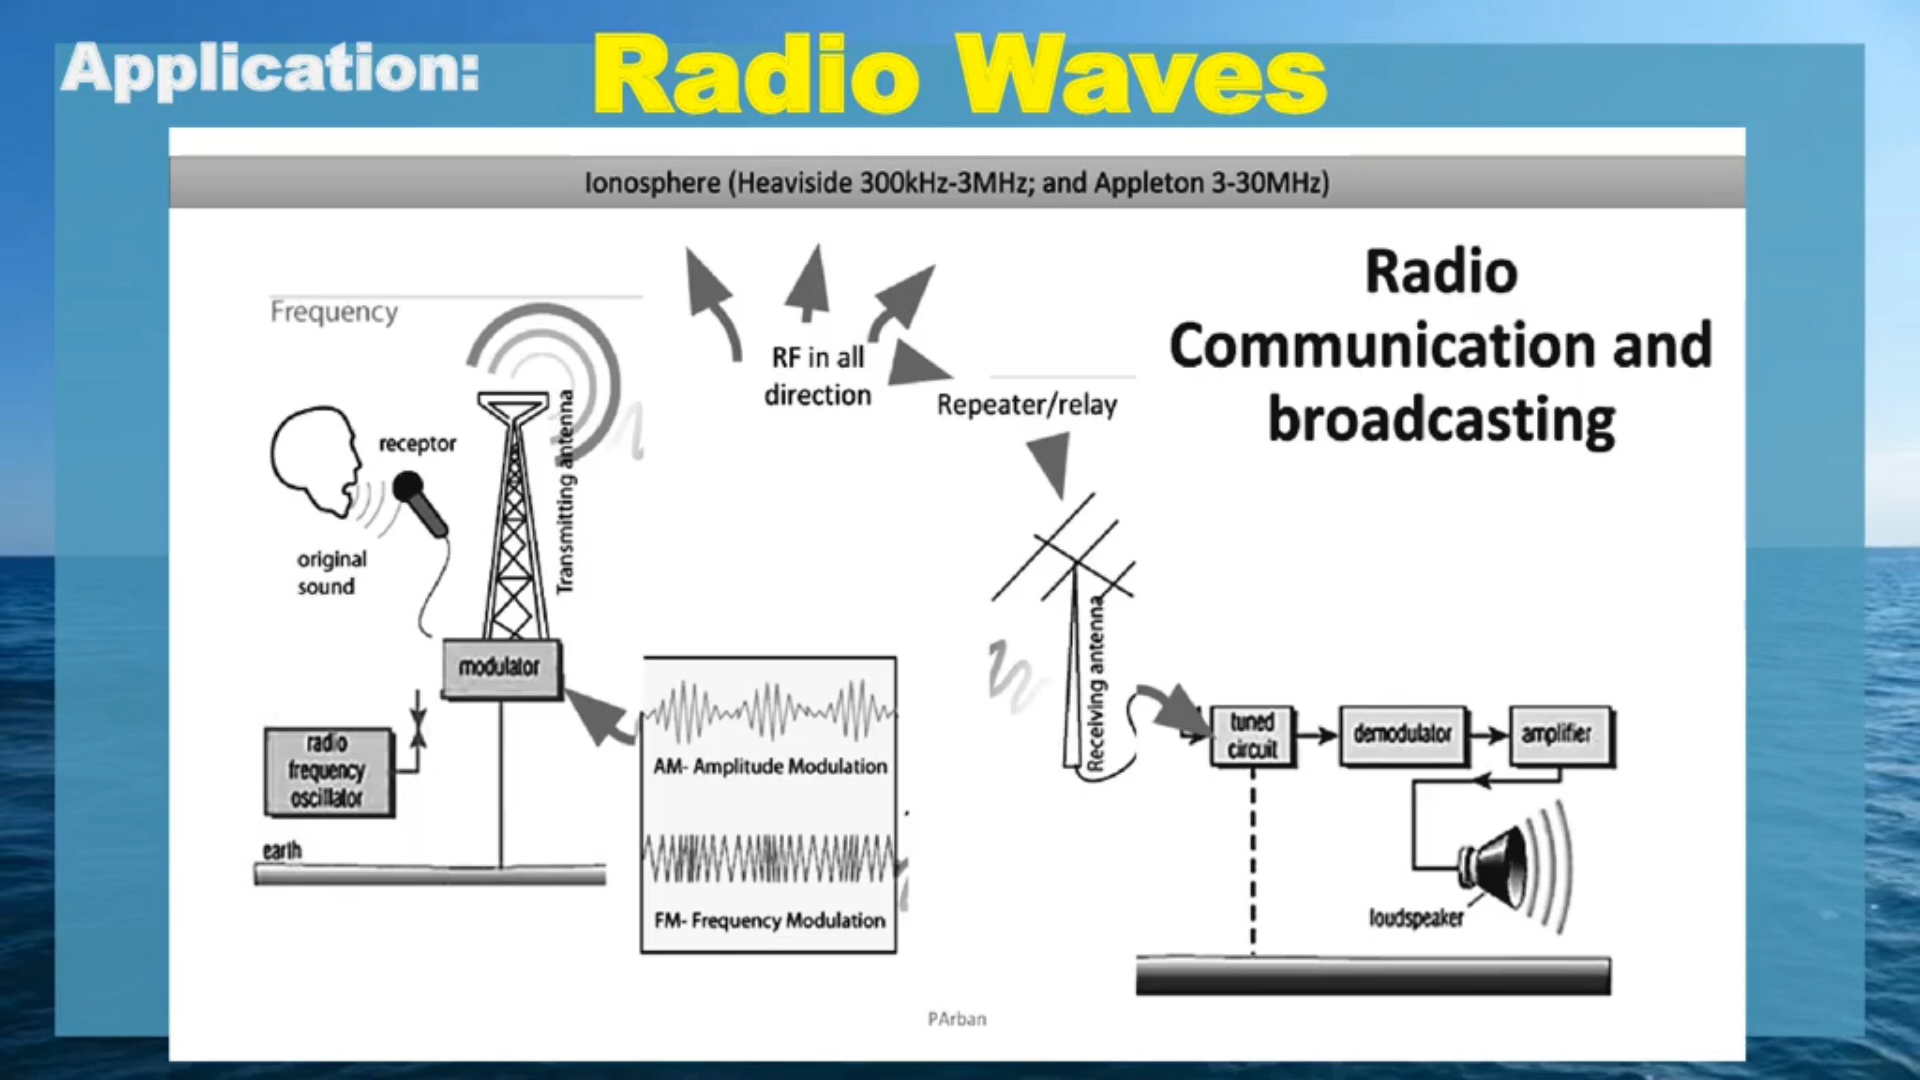 Application:
Radio Waves
Ionosphere (Heaviside 300kHz-3MHz; and Appleton 3-30MHz)
Radio
Communication and
broadcasting
Frequency
RF in all
direction
Repeater/relay
receptor
Transmitting antenna
original
sound
modulator
radio
frequency
oscillator
earth
AM- Amplitude Modulation
FM- Frequency Modulation
Receiving antenna
tuned
circuit
demodulator
amplifier
loudspeaker
PArban